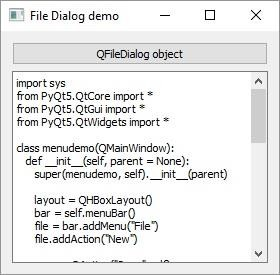 File Dialog demo
QFileDialog object
import sys
from PyQt5.QtCore import *
from PyQt5.QtGui import *
from PyQt5.QtWidgets import *
class menudemo(QMainWindow):
def __init__(self, parent = None):
super(menudemo, self).__init__(parent)
layout = QHBoxLayout()
bar = self.menuBar()
file = bar.addMenu("File")
file.addAction("New")